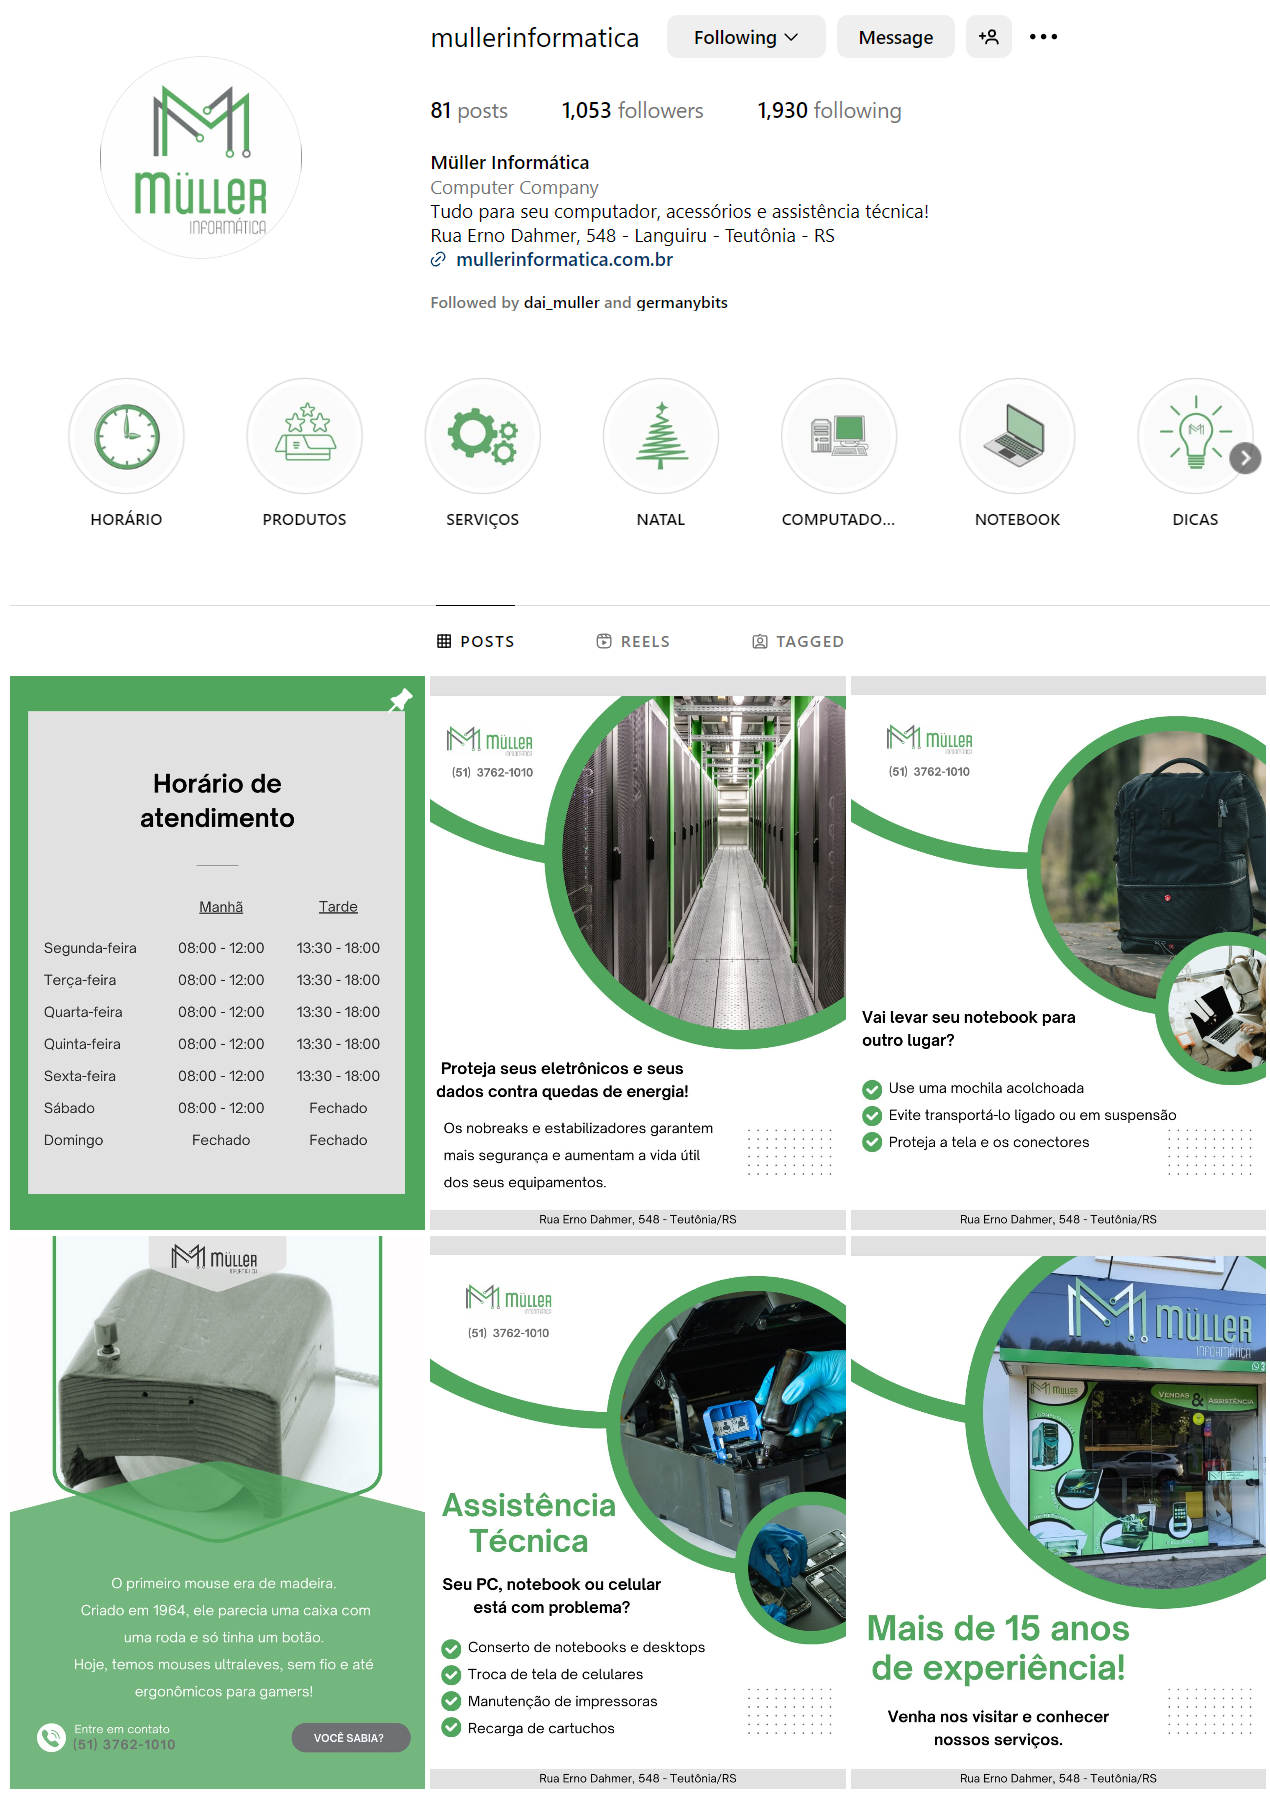 mullerinformatica
Following
Message
81 posts
1,053 followers
1,930 following
Müller Informática
Computer Company
Tudo para seu computador, acessórios e assistência técnica!
Rua Erno Dahmer, 548 - Languiru - Teutônia - RS
mullerinformatica.com.br
Followed by dai_muller and germanybits
MÜLLER
INFORMÁTICA
HORÁRIO
PRODUTOS
SERVIÇOS
NATAL
COMPUTADO...
NOTEBOOK
DICAS
POSTS
REELS
TAGGED
Horário de
atendimento
Manhã Tarde
Segunda-feira 08:00 - 12:00 13:30 - 18:00
Terça-feira 08:00 - 12:00 13:30 - 18:00
Quarta-feira 08:00 - 12:00 13:30 - 18:00
Quinta-feira 08:00 - 12:00 13:30 - 18:00
Sexta-feira 08:00 - 12:00 13:30 - 18:00
Sábado 08:00 - 12:00 Fechado
Domingo Fechado Fechado
MÜLLER
INFORMÁTICA
(51) 3762-1010
Proteja seus eletrônicos e seus
dados contra quedas de energia!
Os nobreaks e estabilizadores garantem
mais segurança e aumentam a vida útil
dos seus equipamentos.
Rua Erno Dahmer, 548 - Teutônia/RS
MÜLLER
INFORMÁTICA
(51) 3762-1010
Vai levar seu notebook para
outro lugar?
Use uma mochila acolchoada
Evite transportá-lo ligado ou em suspensão
Proteja a tela e os conectores
Rua Erno Dahmer, 548 - Teutônia/RS
MÜLLER
INFORMÁTICA
O primeiro mouse era de madeira.
Criado em 1964, ele parecia uma caixa com
uma roda e só tinha um botão.
Hoje, temos mouses ultraleves, sem fio e até
ergonômicos para gamers!
Entre em contato
(51) 3762-1010
VOCÊ SABIA?
MÜLLER
INFORMÁTICA
(51) 3762-1010
Assistência
Técnica
Seu PC, notebook ou celular
está com problema?
Conserto de notebooks e desktops
Troca de tela de celulares
Manutenção de impressoras
Recarga de cartuchos
Rua Erno Dahmer, 548 - Teutônia/RS
MÜLLER
INFORMÁTICA
MÜLLER
VENDAS & ASSISTÊNCIA
Mais de 15 anos
de experiência!
Venha nos visitar e conhecer
nossos serviços.
Rua Erno Dahmer, 548 - Teutônia/RS